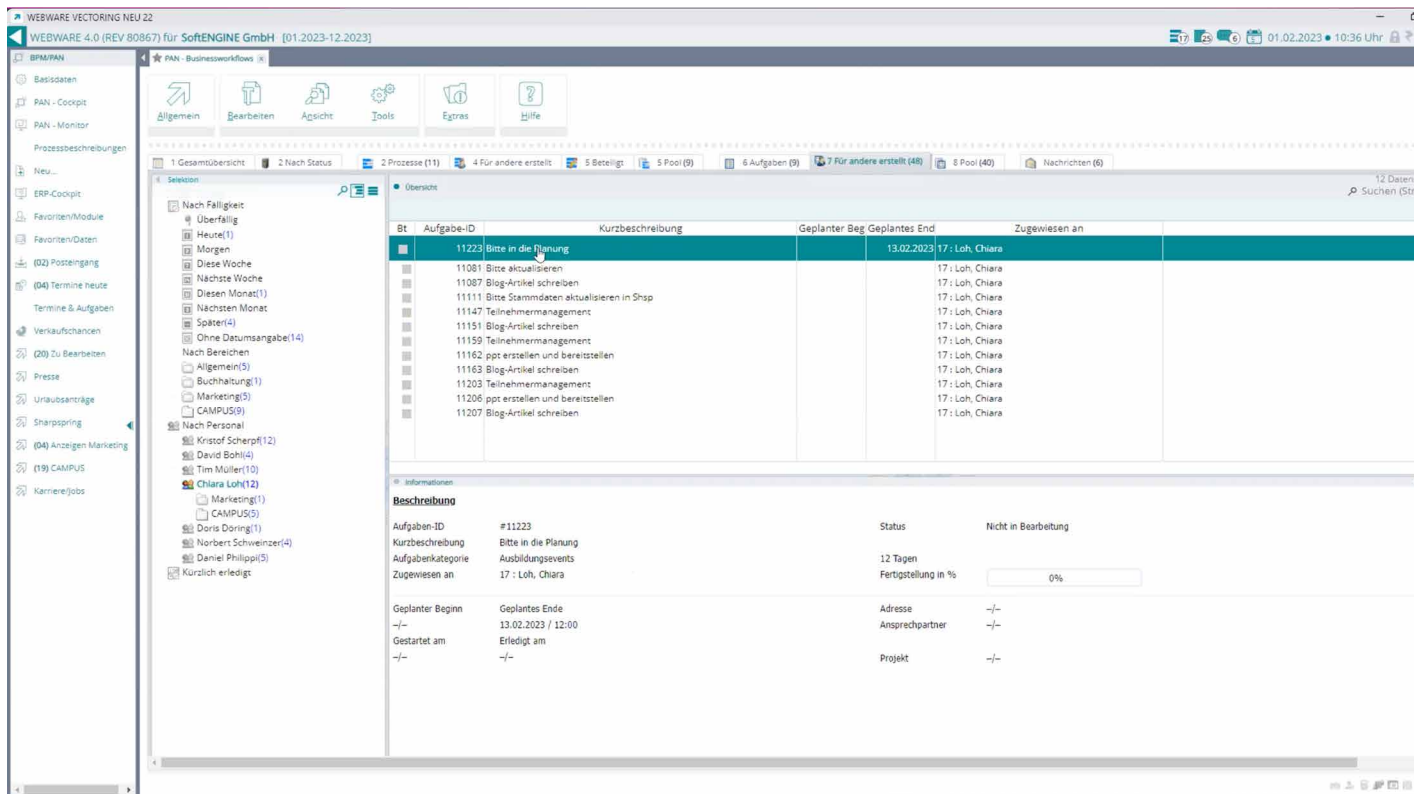 WEBWARE VECTORING NEU 22
WEBWARE 4.0 (REV 80867) für SoftENGINE GmbH [01.2023-12.2023]
17 25 6 01.02.2023 • 10:36 Uhr
BPM/PAN
PAN - Businessworkflows x
Basisdaten
PAN - Cockpit
PAN - Monitor
Prozessbeschreibungen
Neu...
ERP-Cockpit
Favoriten/Module
Favoriten/Daten
(02) Posteingang
(04) Termine heute
Termine & Aufgaben
Verkaufschancen
(20) Zu Bearbeiten
Presse
Urlaubsanträge
Sharpspring
(04) Anzeigen Marketing
(19) CAMPUS
Karriere/Jobs
Allgemein Bearbeiten Ansicht Tools Extras Hilfe
1 Gesamtübersicht 2 Nach Status 2 Prozesse (11) 4 Für andere erstellt 5 Beteiligt 5 Pool (9) 6 Aufgaben (9) 7 Für andere erstellt (48) 8 Pool (40) Nachrichten (6)
Selektion
Nach Fälligkeit
Überfällig
Heute(1)
Morgen
Diese Woche
Nächste Woche
Diesen Monat(1)
Nächsten Monat
Später(4)
Ohne Datumsangabe(14)
Nach Bereichen
Allgemein(5)
Buchhaltung(1)
Marketing(5)
CAMPUS(9)
Nach Personal
Kristof Scherpf(12)
David Bohl(4)
Tim Müller(10)
Chiara Loh(12)
Marketing(1)
CAMPUS(5)
Doris Döring(1)
Norbert Schweinzer(4)
Daniel Philippi(5)
Kürzlich erledigt
Übersicht
12 Daten
Suchen (Str
Bt Aufgabe-ID Kurzbeschreibung Geplanter Beg Geplantes End Zugewiesen an
11223 Bitte in die Planung 13.02.2023 17 : Loh, Chiara
11081 Bitte aktualisieren 17 : Loh, Chiara
11087 Blog-Artikel schreiben 17 : Loh, Chiara
11111 Bitte Stammdaten aktualisieren in Shsp 17 : Loh, Chiara
11147 Teilnehmermanagement 17 : Loh, Chiara
11151 Blog-Artikel schreiben 17 : Loh, Chiara
11159 Teilnehmermanagement 17 : Loh, Chiara
11162 ppt erstellen und bereitstellen 17 : Loh, Chiara
11163 Blog-Artikel schreiben 17 : Loh, Chiara
11203 Teilnehmermanagement 17 : Loh, Chiara
11206 ppt erstellen und bereitstellen 17 : Loh, Chiara
11207 Blog-Artikel schreiben 17 : Loh, Chiara
Informationen
Beschreibung
Aufgaben-ID #11223 Status Nicht in Bearbeitung
Kurzbeschreibung Bitte in die Planung
Aufgabenkategorie Ausbildungsevents 12 Tagen
Zugewiesen an 17 : Loh, Chiara Fertigstellung in % 0%
Geplanter Beginn Geplantes Ende Adresse –/–
–/– 13.02.2023 / 12:00 Ansprechpartner –/–
Gestartet am Erledigt am
–/– –/– Projekt –/–